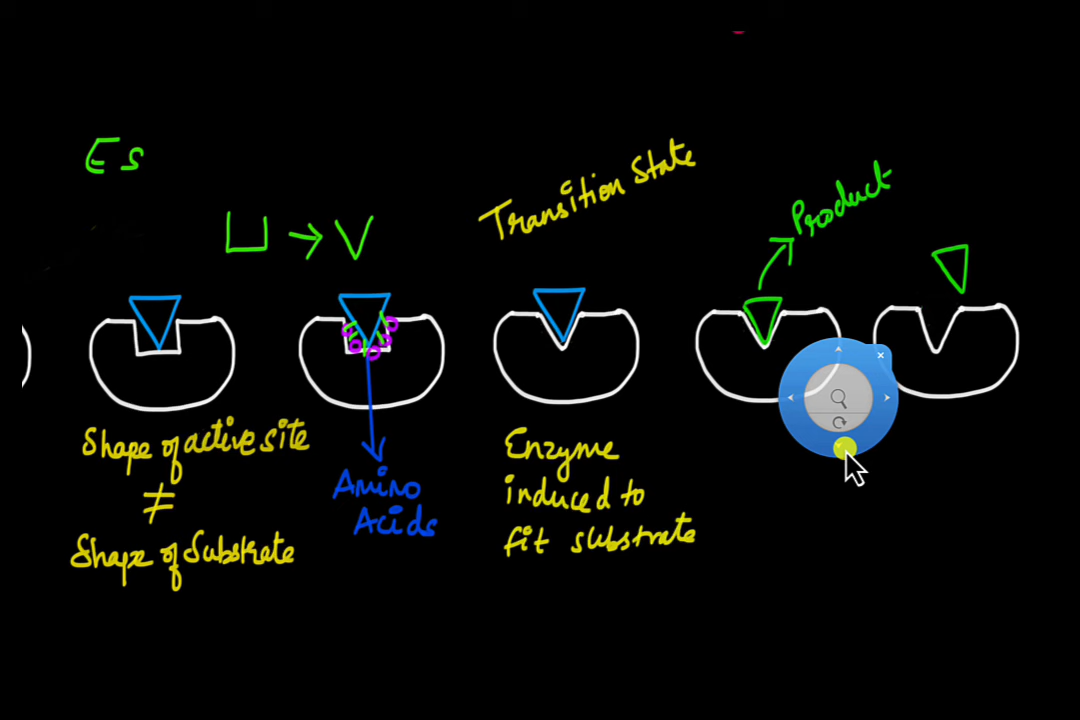 Es
Transition State
Product
⊔ → V
Shape of active site
≠
Shape of Substrate
Amino
Acids
Enzyme
induced to
fit substrate